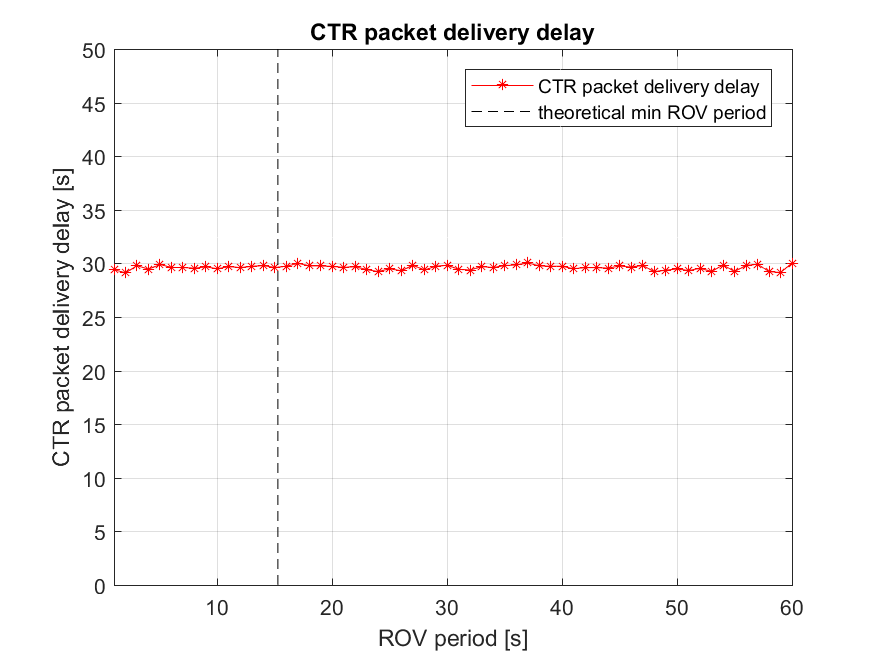 CTR packet delivery delay
50
45
40
35
30
25
20
15
10
5
0
CTR packet delivery delay [s]
CTR packet delivery delay
theoretical min ROV period
10 20 30 40 50 60
ROV period [s]